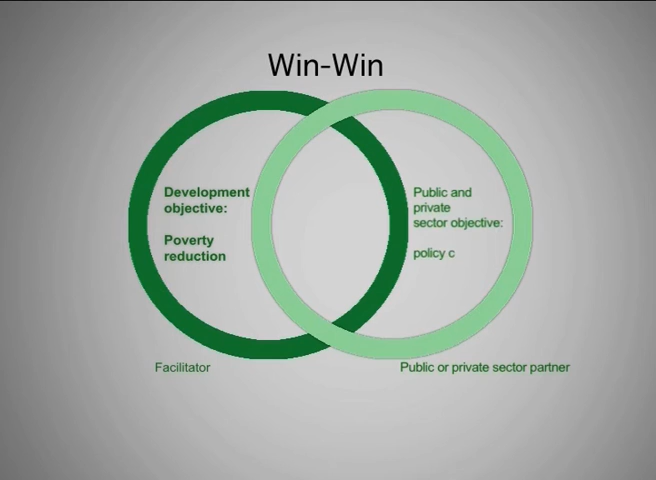 Win-Win
Development
objective:
Poverty
reduction
Public and
private
sector objective:
policy c
Facilitator
Public or private sector partner